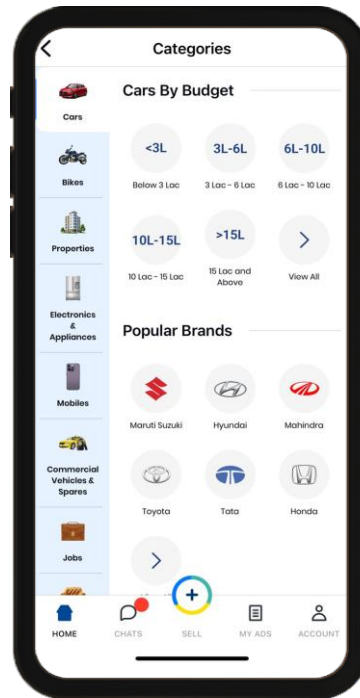 Categories
Cars
Bikes
Properties
Electronics
&
Appliances
Mobiles
Commercial
Vehicles &
Spares
Jobs
Cars By Budget
<3L
3L-6L
6L-10L
Below 3 Lac
3 Lac - 6 Lac
6 Lac - 10 Lac
10L-15L
>15L
10 Lac - 15 Lac
15 Lac and
Above
View All
Popular Brands
Maruti Suzuki
Hyundai
Mahindra
Toyota
Tata
Honda
HOME
CHATS
SELL
MY ADS
ACCOUNT